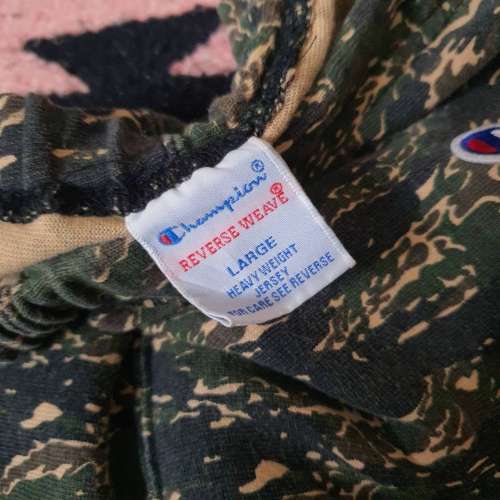 Champion®
REVERSE WEAVE®
LARGE
HEAVY WEIGHT
JERSEY
FOR CARE SEE REVERSE